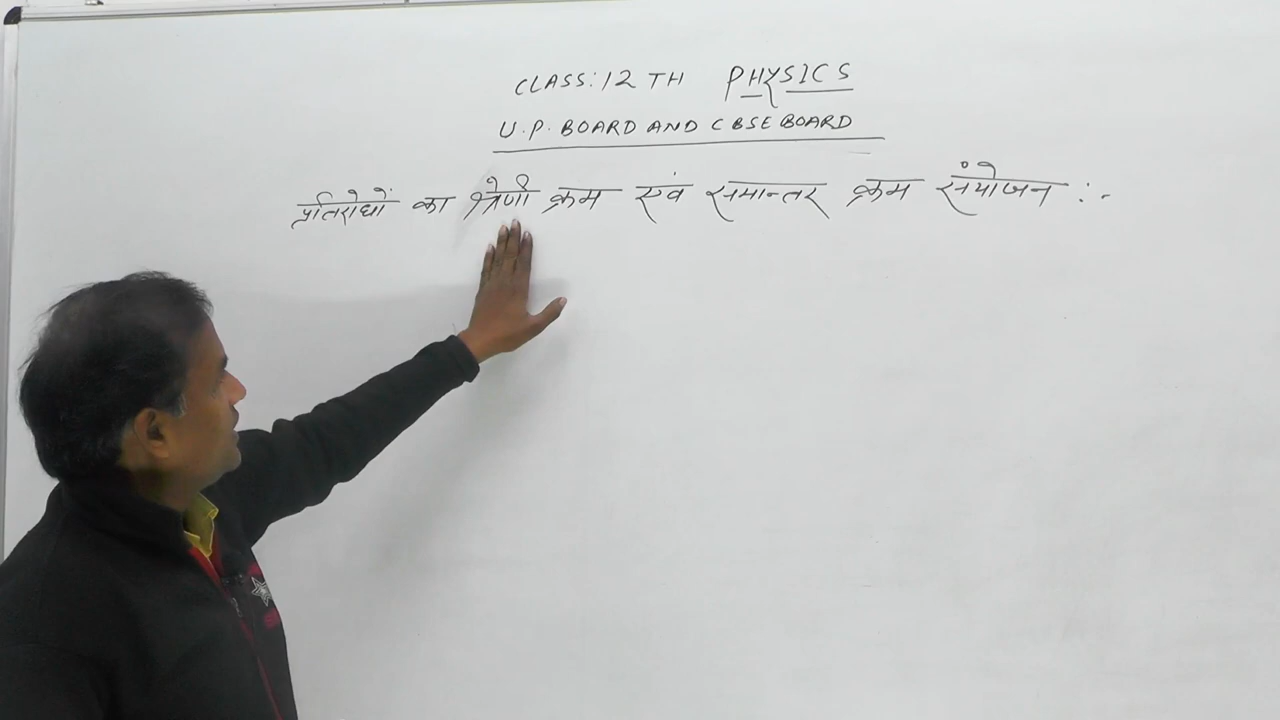 CLASS: 12 TH PHYSICS
U.P. BOARD AND CBSE BOARD
प्रतिरोधों का श्रेणी क्रम एवं समान्तर क्रम संयोजन :-